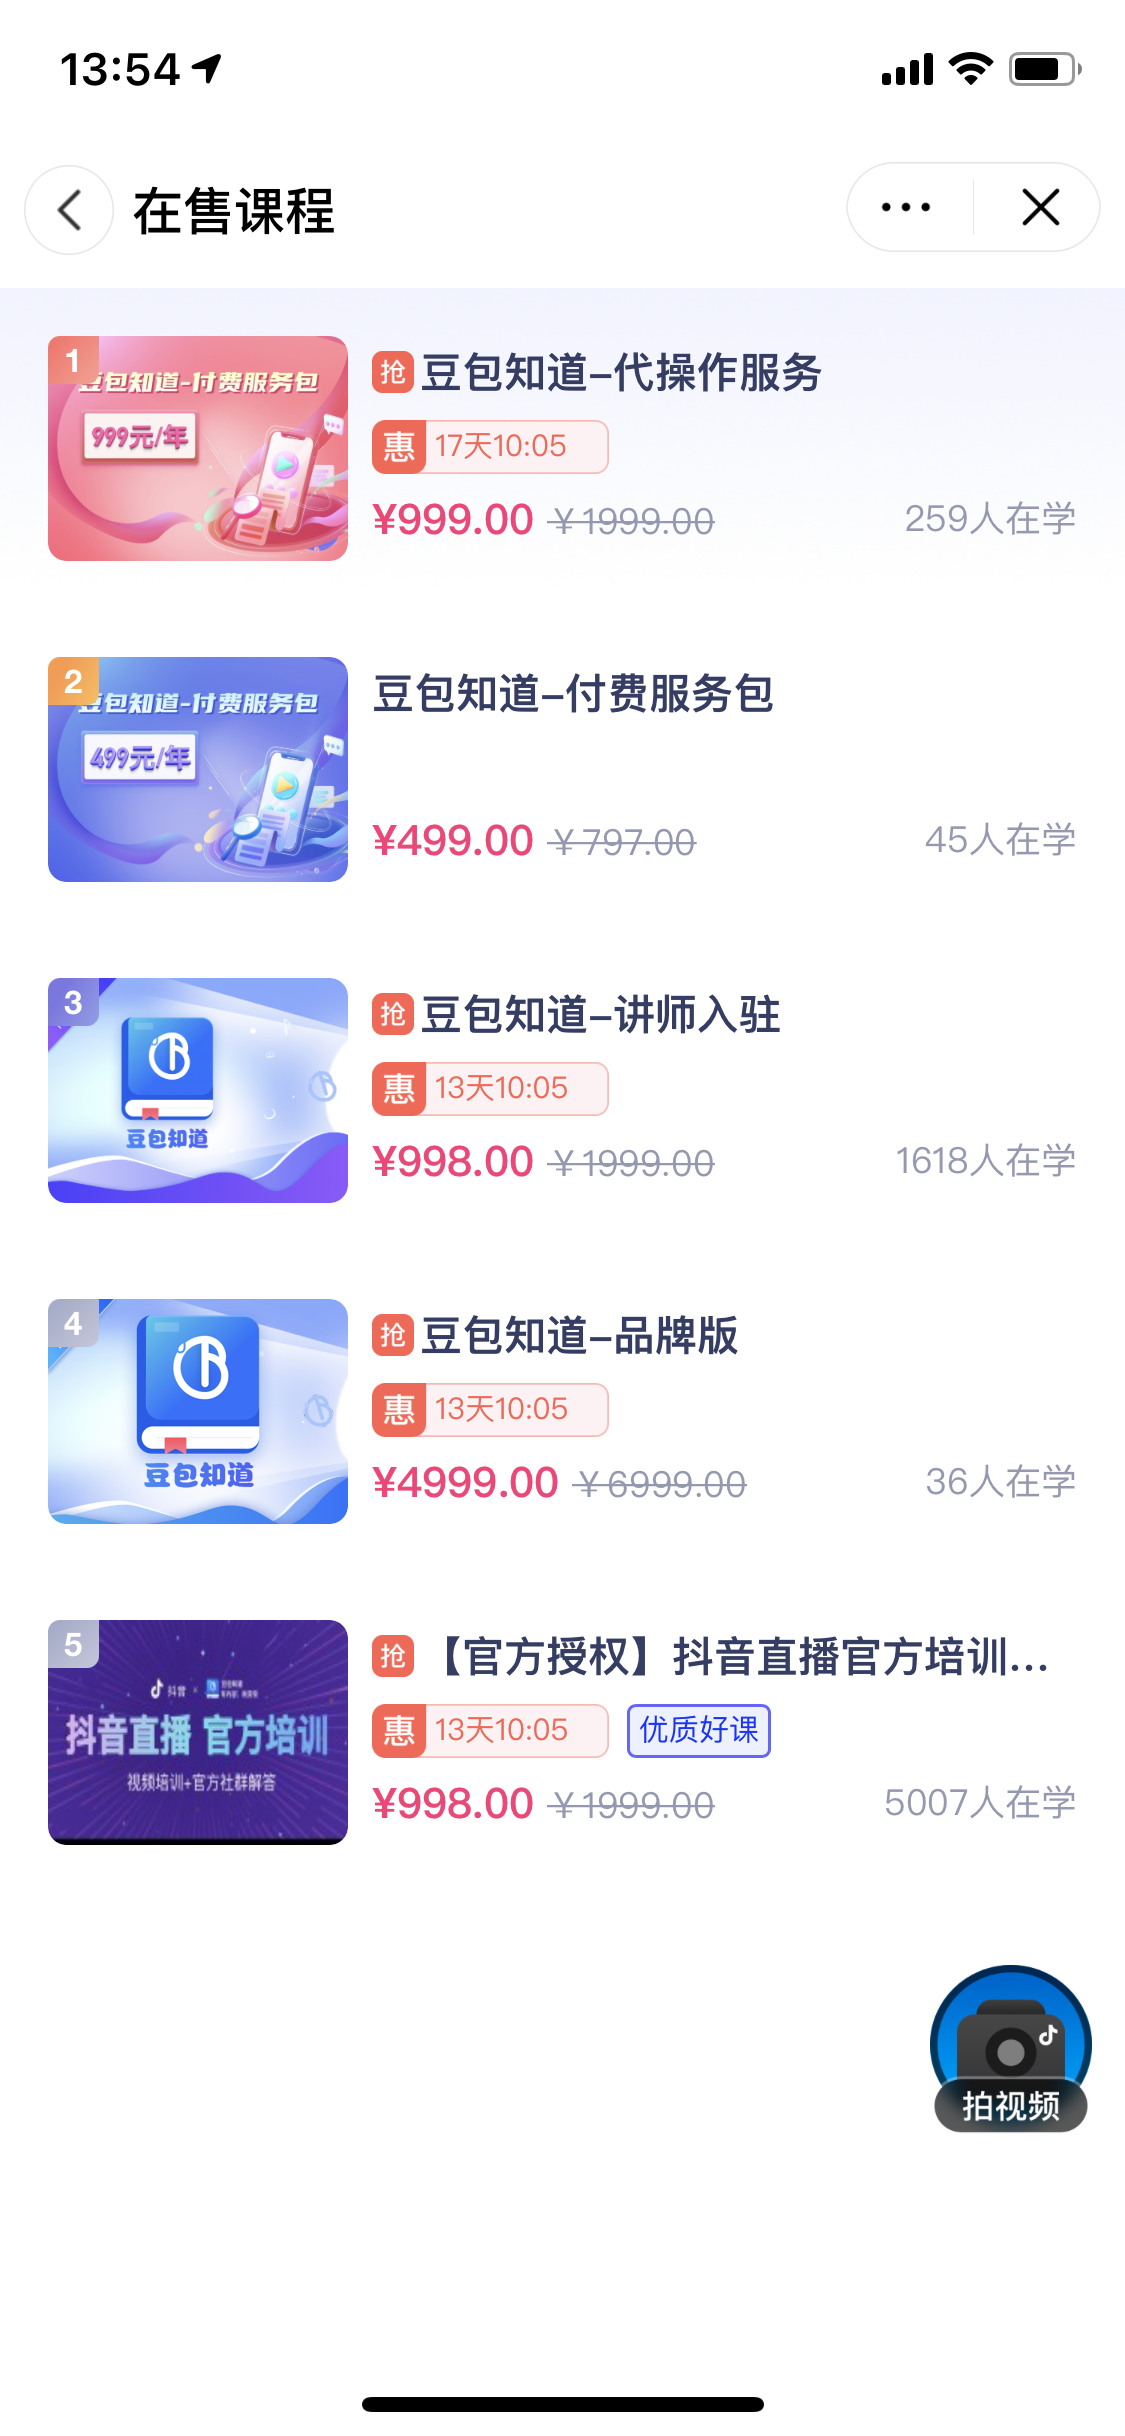 13:54
在售课程
1
豆包知道-付费服务包
999元/年
抢 豆包知道-代操作服务
惠 17天10:05
¥999.00 ¥1999.00 259人在学
2
豆包知道-付费服务包
499元/年
豆包知道-付费服务包
¥499.00 ¥797.00 45人在学
3
豆包知道
抢 豆包知道-讲师入驻
惠 13天10:05
¥998.00 ¥1999.00 1618人在学
4
豆包知道
抢 豆包知道-品牌版
惠 13天10:05
¥4999.00 ¥6999.00 36人在学
5
抖音 ×
抖音直播 官方培训
视频培训+官方社群解答
抢 【官方授权】抖音直播官方培训...
惠 13天10:05 优质好课
¥998.00 ¥1999.00 5007人在学
拍视频